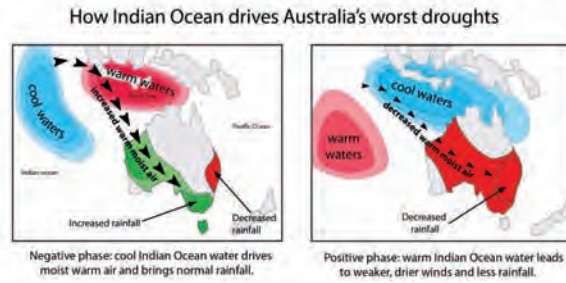 How Indian Ocean drives Australia's worst droughts
cool waters
warm waters
increased warm moist air
Pacific Ocean
Indian ocean
Increased rainfall
Decreased
rainfall
Negative phase: cool Indian Ocean water drives
moist warm air and brings normal rainfall.
cool waters
decreased warm moist air
warm
waters
Decreased
rainfall
Positive phase: warm Indian Ocean water leads
to weaker, drier winds and less rainfall.